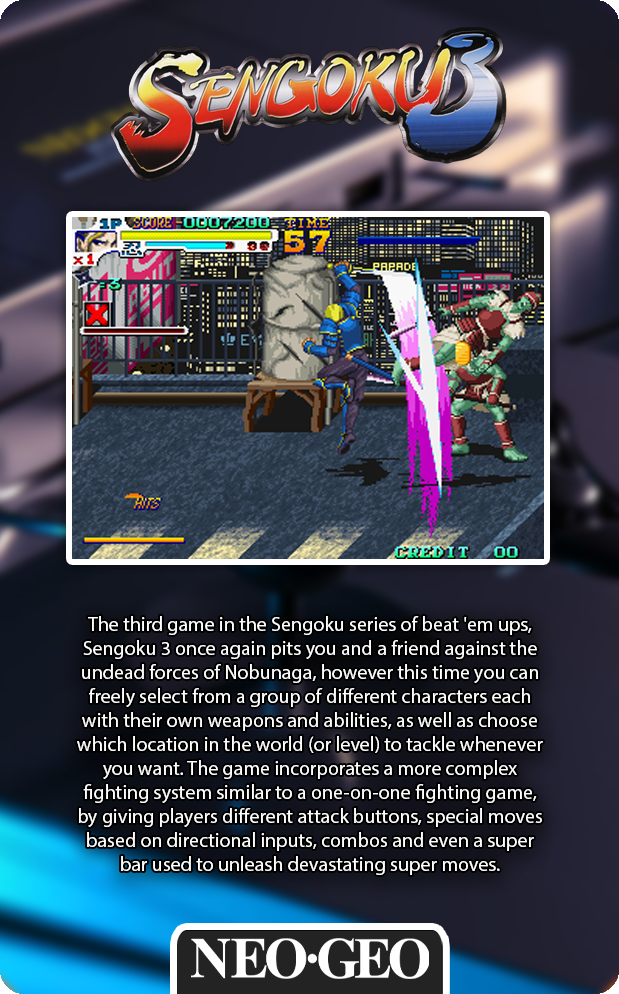 SENGOKU 3
1P SCORE-0007200 TIME
57
x1
PARADE
HITS
CREDIT 00
The third game in the Sengoku series of beat 'em ups,
Sengoku 3 once again pits you and a friend against the
undead forces of Nobunaga, however this time you can
freely select from a group of different characters each
with their own weapons and abilities, as well as choose
which location in the world (or level) to tackle whenever
you want. The game incorporates a more complex
fighting system similar to a one-on-one fighting game,
by giving players different attack buttons, special moves
based on directional inputs, combos and even a super
bar used to unleash devastating super moves.
NEO•GEO